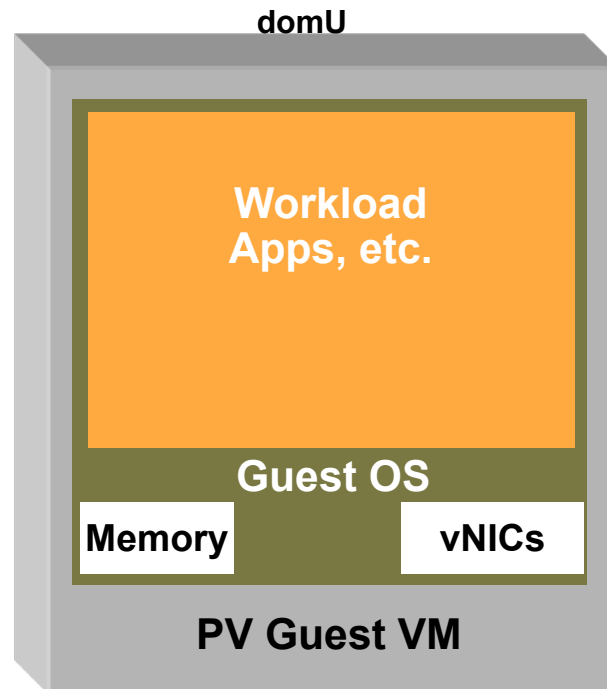 domU
Workload
Apps, etc.
Guest OS
Memory
vNICs
PV Guest VM